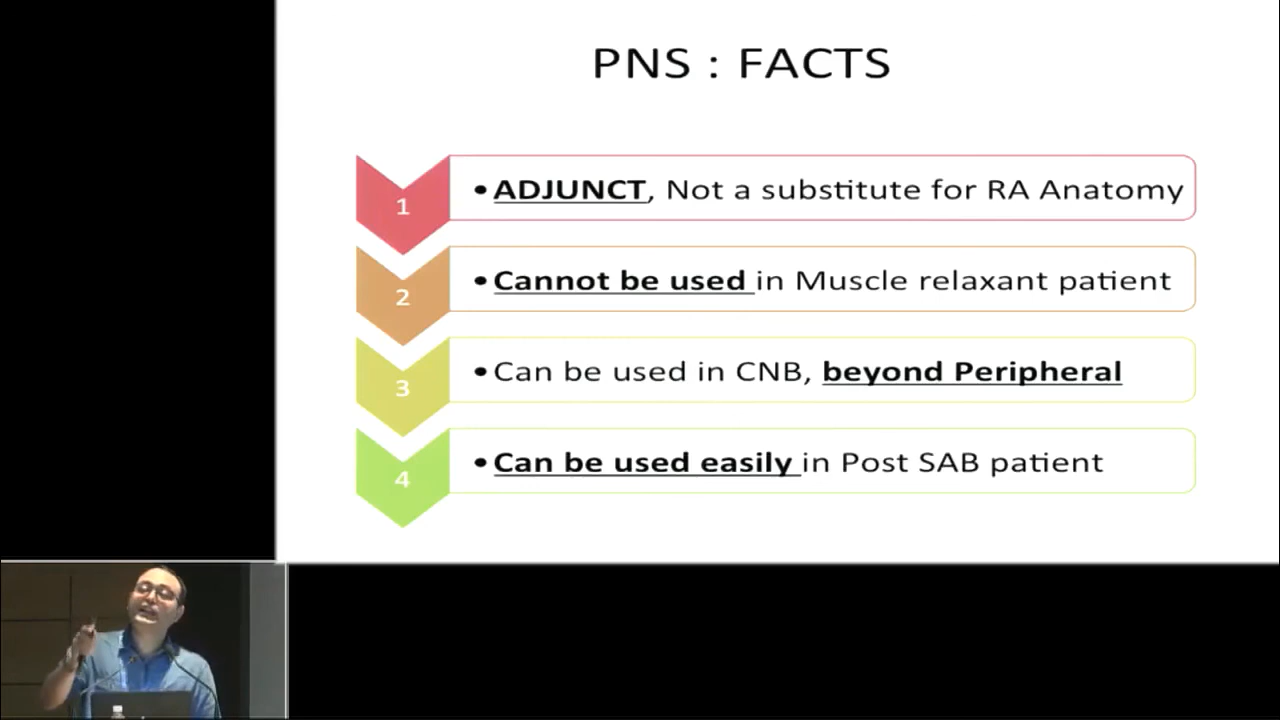 PNS : FACTS
1
•ADJUNCT, Not a substitute for RA Anatomy
2
•Cannot be used in Muscle relaxant patient
3
•Can be used in CNB, beyond Peripheral
4
•Can be used easily in Post SAB patient